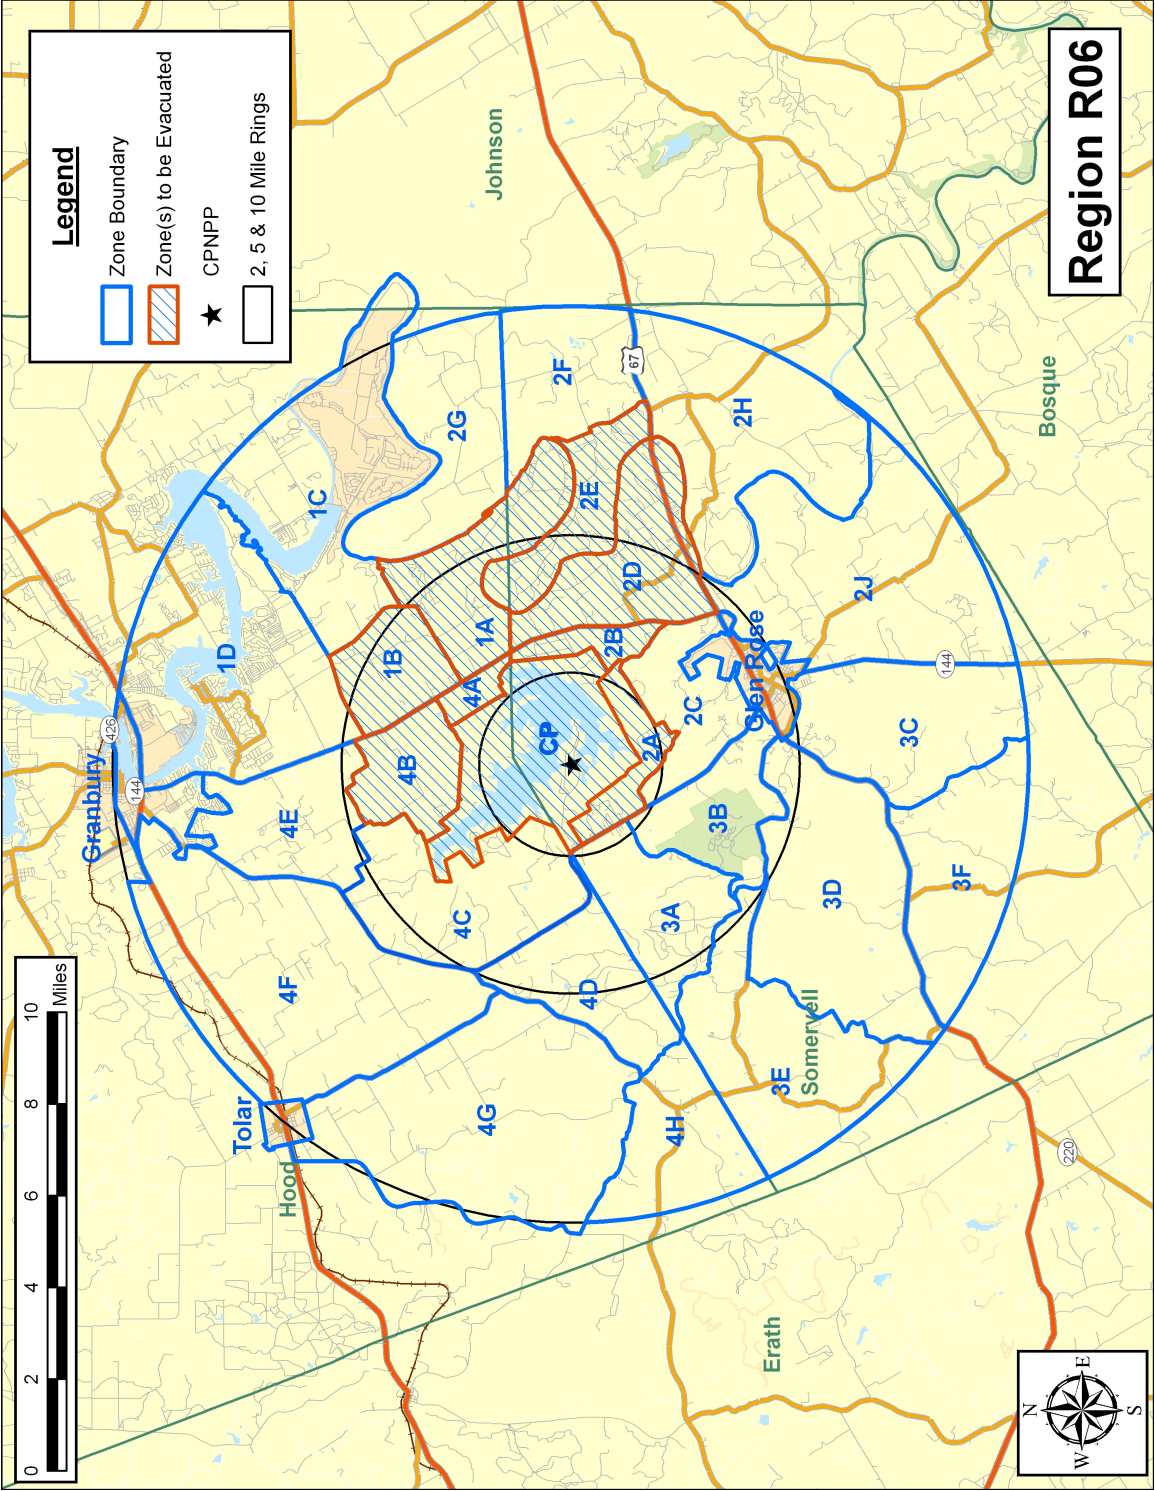 Legend
Zone Boundary
Zone(s) to be Evacuated
CPNPP
2, 5 & 10 Mile Rings
Region R06
0 2 4 6 8 10
Miles
N
W E
S
Granbury
Tolar
Glen Rose
Hood
Johnson
Bosque
Somervell
Erath
426
144
67
144
220
CP
1A
1B
1C
1D
2A
2B
2C
2D
2E
2F
2G
2H
2J
3A
3B
3C
3D
3E
3F
4A
4B
4C
4D
4E
4F
4G
4H